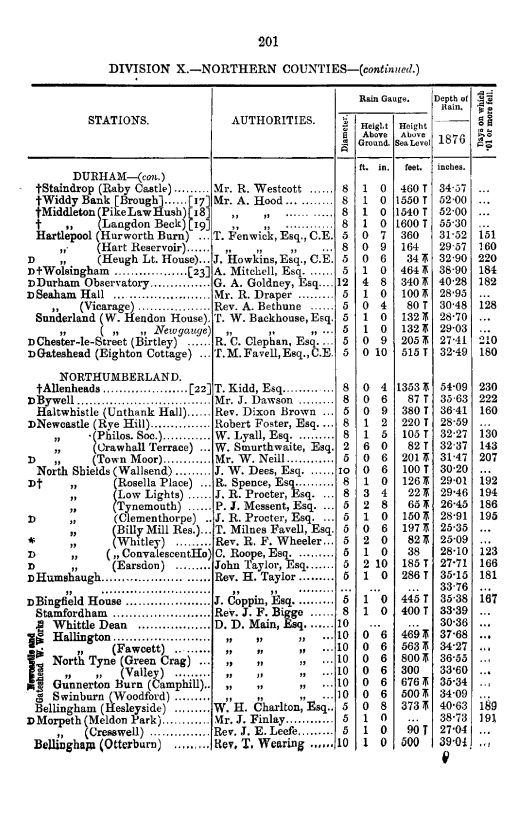 201
DIVISION X.—NORTHERN COUNTIES—(continued.)
STATIONS. AUTHORITIES. Diameter. Rain Gauge. Height Above Ground. Height Above Sea Level Depth of Rain. 1876 Days on which ·01 or more fell.
ft. in. feet. inches.
DURHAM—(con.)
†Staindrop (Raby Castle)......... Mr. R. Westcott ...... 8 1 0 460 T 34·57 ...
†Widdy Bank [Brough]......[17] Mr. A. Hood ......... 8 1 0 1550 T 52·00 ...
†Middleton (Pike Law Hush) [18] „ „ ...... ...... 8 1 0 1540 T 52·00 ...
† „ (Langdon Beck) [19] „ „ ............ 8 1 0 1600 T 55·30 ...
Hartlepool (Hurworth Burn) ... T. Fenwick, Esq., C.E. 5 0 7 360 31·52 151
„ (Hart Reservoir)...... „ „ 8 0 9 164 29·57 160
D „ (Heugh Lt. House)... J. Howkins, Esq., C.E. 5 0 6 34 ⊼ 32·90 220
D†Wolsingham ..................[23] A. Mitchell, Esq. ...... 5 1 0 464 T 38·90 184
D Durham Observatory............... G. A. Goldney, Esq.... 12 4 8 340 ⊼ 40·28 182
D Seaham Hall ..................... Mr. R. Draper ......... 5 1 0 100 T 28·95 ...
„ (Vicarage) .................. Rev. A. Bethune ...... 5 0 4 80 T 30·48 128
Sunderland (W. Hendon House). T. W. Backhouse, Esq. 5 1 0 132 ⊼ 28·70 ...
„ ( „ „ Newgauge) „ „ „ ... 5 1 0 132 ⊼ 29·03 ...
D Chester-le-Street (Birtley) ...... R. C. Clephan, Esq. ... 5 0 9 205 ⊼ 27·41 210
D Gateshead (Eighton Cottage) ... T. M. Favell, Esq., C.E. 5 0 10 515 T 32·49 180
NORTHUMBERLAND.
†Allenheads .....................[22] T. Kidd, Esq............ 8 0 4 1353 ⊼ 54·09 230
D Bywell .............................. Mr. J. Dawson ......... 8 0 6 87 T 35·63 222
Haltwhistle (Unthank Hall)...... Rev. Dixon Brown ... 5 0 9 380 T 36·41 160
D Newcastle (Rye Hill)............... Robert Foster, Esq. ... 8 1 2 220 T 28·59 ...
„ (Philos. Soc.)............ W. Lyall, Esq. ......... 8 1 5 105 T 32·27 130
„ (Crawhall Terrace) ... W. Smurthwaite, Esq. 2 6 0 82 T 32·37 143
D „ (Town Moor)............ Mr. W. Neill............ 5 0 6 201 ⊼ 31·47 207
North Shields (Wallsend) ......... J. W. Dees, Esq. ...... 10 0 6 100 T 30·20 ...
D† „ (Rosella Place) ... R. Spence, Esq.......... 8 1 0 126 ⊼ 29·01 192
„ (Low Lights) ...... J. R. Procter, Esq. ... 8 3 4 22 ⊼ 29·46 194
„ (Tynemouth) ...... P. J. Messent, Esq. ... 5 2 8 65 ⊼ 26·45 186
D „ (Clementhorpe) .. J. R. Procter, Esq. ... 5 1 0 150 ⊼ 28·91 195
„ (Billy Mill Res.)... T. Milnes Favell, Esq. 5 0 6 197 ⊼ 25·35 ...
* „ (Whitley) ......... Rev. R. F. Wheeler... 5 2 0 82 ⊼ 25·09 ...
D „ ( „ Convalescent Ho) C. Roope, Esq. ......... 5 1 0 38 28·10 123
D „ (Earsdon) ......... John Taylor, Esq....... 5 2 10 185 T 27·71 166
D Humshaugh........................ Rev. H. Taylor ......... 5 1 0 286 T 35·15 181
„ ........................ „ „ ......... ... ... ... 33·76 ...
D Bingfield House .................. J. Coppin, Esq.......... 5 1 0 445 T 35·38 167
Stamfordham ..................... Rev. J. F. Bigge ...... 8 1 0 400 T 33·39 ...
Newcastle and Gateshead W. Works
Whittle Dean .................. D. D. Main, Esq....... 10 ... ... 30·36 ...
Hallington........................ „ „ „ ... 10 0 6 469 ⊼ 37·68 ...
„ (Fawcett) ............ „ „ „ ... 10 0 6 563 ⊼ 34·27 ...
North Tyne (Green Crag) ... „ „ „ ... 10 0 6 800 ⊼ 36·55 ...
„ „ (Valley) ......... „ „ „ ... 10 0 6 300 33·60 ...
Gunnerton Burn (Camphill).. „ „ „ ... 10 0 6 676 ⊼ 35·34 ...
Swinburn (Woodford) ......... „ „ „ ... 10 0 6 500 ⊼ 34·09 ...
Bellingham (Hesleyside) ......... W. H. Charlton, Esq.. 5 0 8 373 ⊼ 40·63 189
D Morpeth (Meldon Park)............ Mr. J. Finlay............ 5 1 0 ... 38·73 191
„ (Cresswell) ............... Rev. J. E. Leefe......... 5 1 0 90 T 27·04 ...
Bellingham (Otterburn) ......... Rev. T. Wearing ...... 10 1 0 500 39·04 ...